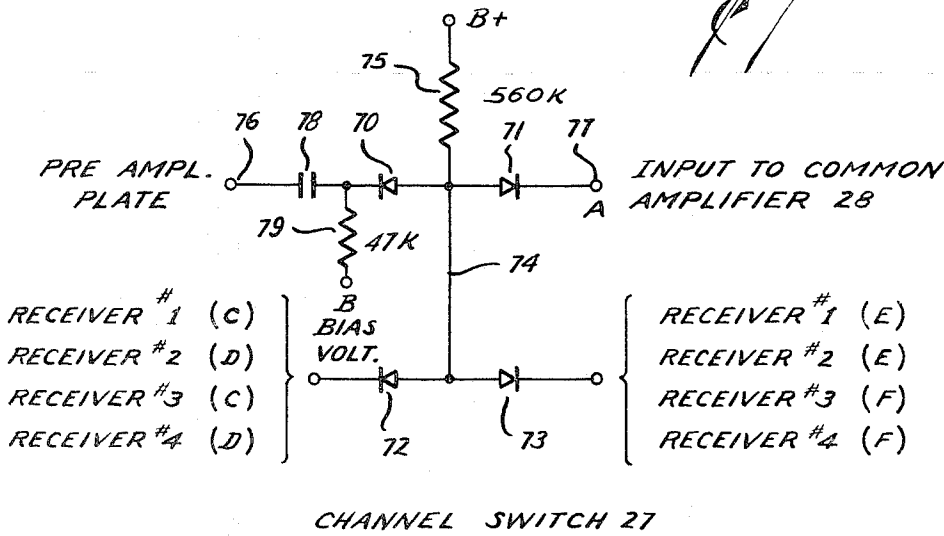 B+
75
560K
76 78 70 71 77
PRE AMPL.
PLATE
INPUT TO COMMON
AMPLIFIER 28
A
79
47K
74
B
BIAS
VOLT.
RECEIVER #1 (C)
RECEIVER #2 (D)
RECEIVER #3 (C)
RECEIVER #4 (D)
RECEIVER #1 (E)
RECEIVER #2 (E)
RECEIVER #3 (F)
RECEIVER #4 (F)
72
73
CHANNEL SWITCH 27